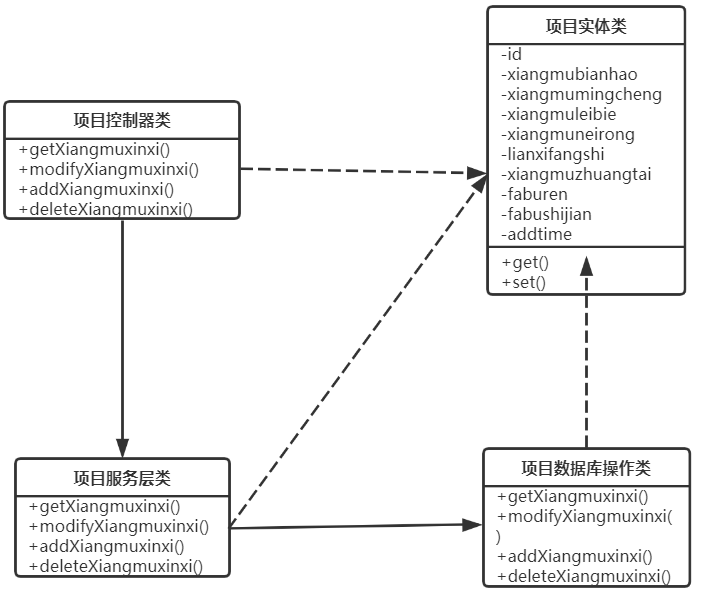 项目实体类
-id
-xiangmubianhao
-xiangmumingcheng
-xiangmuleibie
-xiangmuneirong
-lianxifangshi
-xiangmuzhuangtai
-faburen
-fabushijian
-addtime
+get()
+set()
项目控制器类
+getXiangmuxinxi()
+modifyXiangmuxinxi()
+addXiangmuxinxi()
+deleteXiangmuxinxi()
项目服务层类
+getXiangmuxinxi()
+modifyXiangmuxinxi()
+addXiangmuxinxi()
+deleteXiangmuxinxi()
项目数据库操作类
+getXiangmuxinxi()
+modifyXiangmuxinxi(
)
+addXiangmuxinxi()
+deleteXiangmuxinxi()